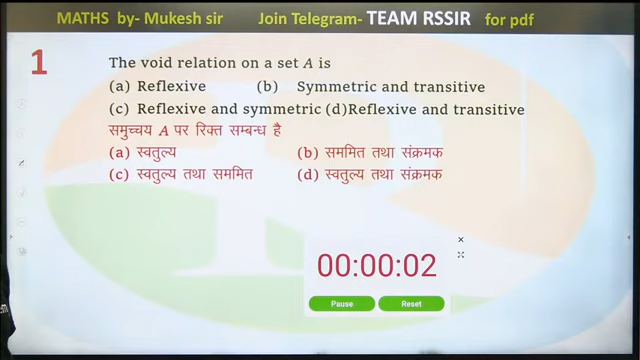 MATHS by- Mukesh sir Join Telegram- TEAM RSSIR for pdf
1
The void relation on a set A is
(a) Reflexive (b) Symmetric and transitive
(c) Reflexive and symmetric (d)Reflexive and transitive
समुच्चय A पर रिक्त सम्बन्ध है
(a) स्वतुल्य (b) सममित तथा संक्रमक
(c) स्वतुल्य तथा सममित (d) स्वतुल्य तथा संक्रमक
00:00:02
Pause Reset